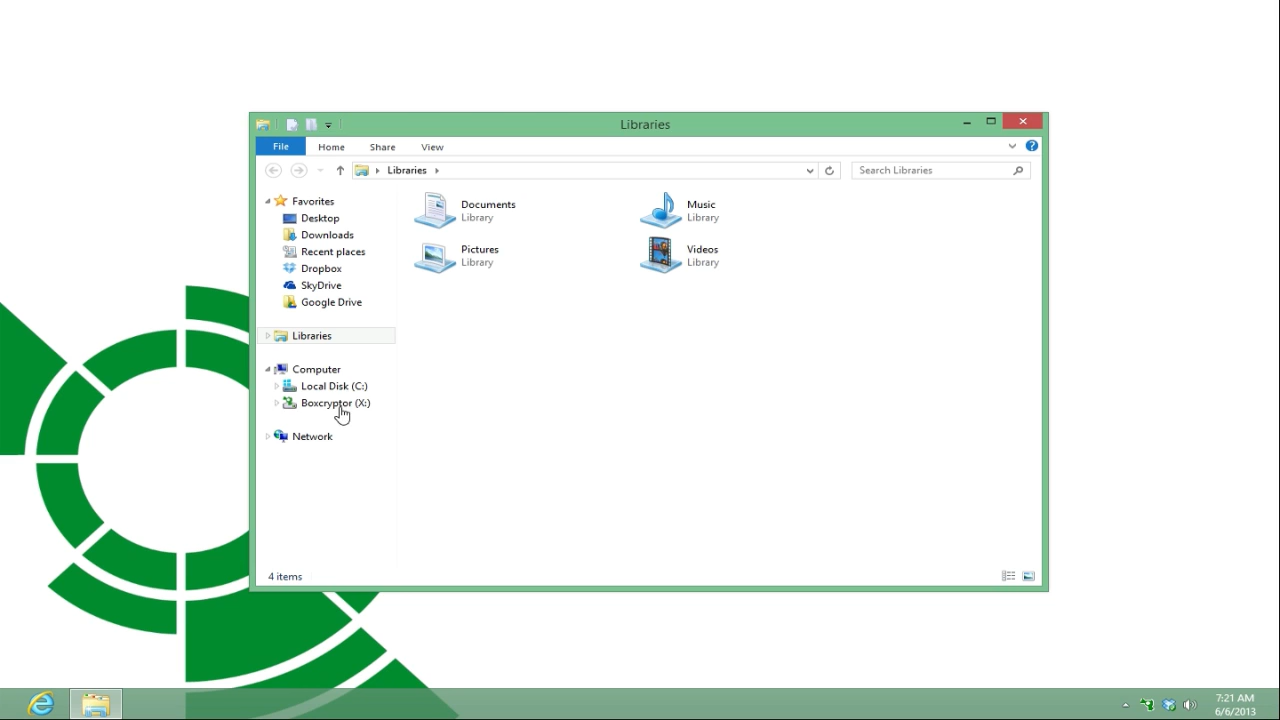 Libraries
File Home Share View
Libraries
Search Libraries
Favorites
Desktop
Downloads
Recent places
Dropbox
SkyDrive
Google Drive
Libraries
Computer
Local Disk (C:)
Boxcryptor (X:)
Network
Documents
Library
Music
Library
Pictures
Library
Videos
Library
4 items
7:21 AM
6/6/2013